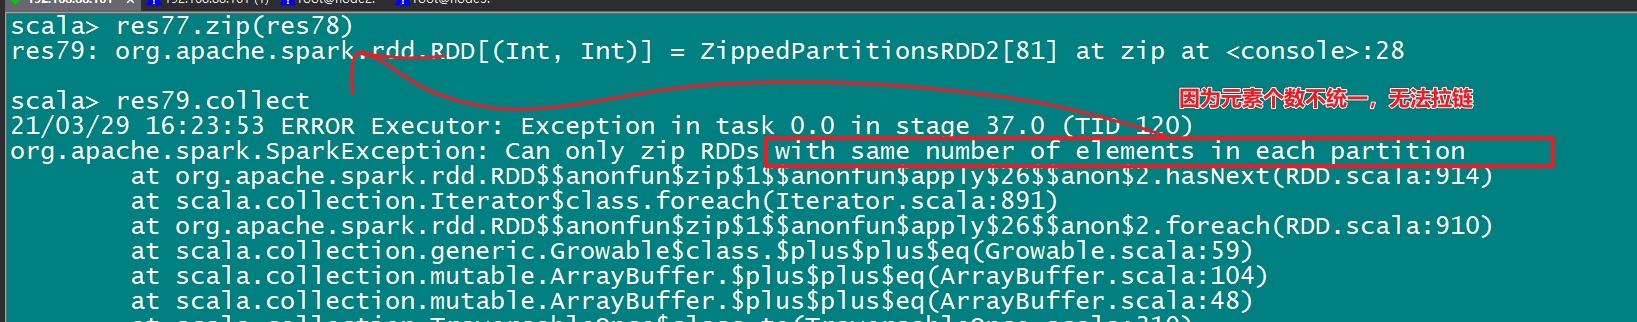 scala> res77.zip(res78)
res79: org.apache.spark.rdd.RDD[(Int, Int)] = ZippedPartitionsRDD2[81] at zip at <console>:28
scala> res79.collect
因为元素个数不统一，无法拉链
21/03/29 16:23:53 ERROR Executor: Exception in task 0.0 in stage 37.0 (TID 120)
org.apache.spark.SparkException: Can only zip RDDs with same number of elements in each partition
at org.apache.spark.rdd.RDD$$anonfun$zip$1$$anonfun$apply$26$$anon$2.hasNext(RDD.scala:914)
at scala.collection.Iterator$class.foreach(Iterator.scala:891)
at org.apache.spark.rdd.RDD$$anonfun$zip$1$$anonfun$apply$26$$anon$2.foreach(RDD.scala:910)
at scala.collection.generic.Growable$class.$plus$plus$eq(Growable.scala:59)
at scala.collection.mutable.ArrayBuffer.$plus$plus$eq(ArrayBuffer.scala:104)
at scala.collection.mutable.ArrayBuffer.$plus$plus$eq(ArrayBuffer.scala:48)